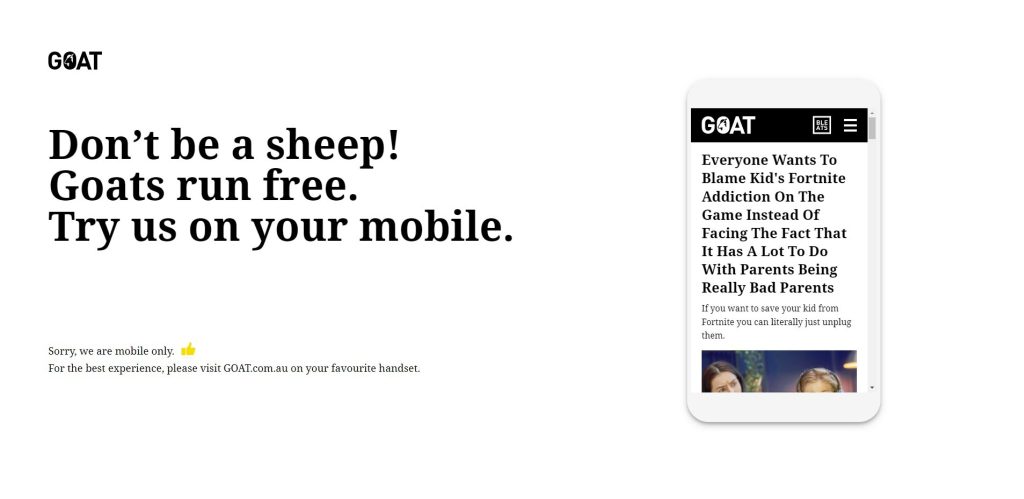 GOAT
Don’t be a sheep!
Goats run free.
Try us on your mobile.
Sorry, we are mobile only.
For the best experience, please visit GOAT.com.au on your favourite handset.
GOAT
BLE
ATS
Everyone Wants To
Blame Kid's Fortnite
Addiction On The
Game Instead Of
Facing The Fact That
It Has A Lot To Do
With Parents Being
Really Bad Parents
If you want to save your kid from
Fortnite you can literally just unplug
them.